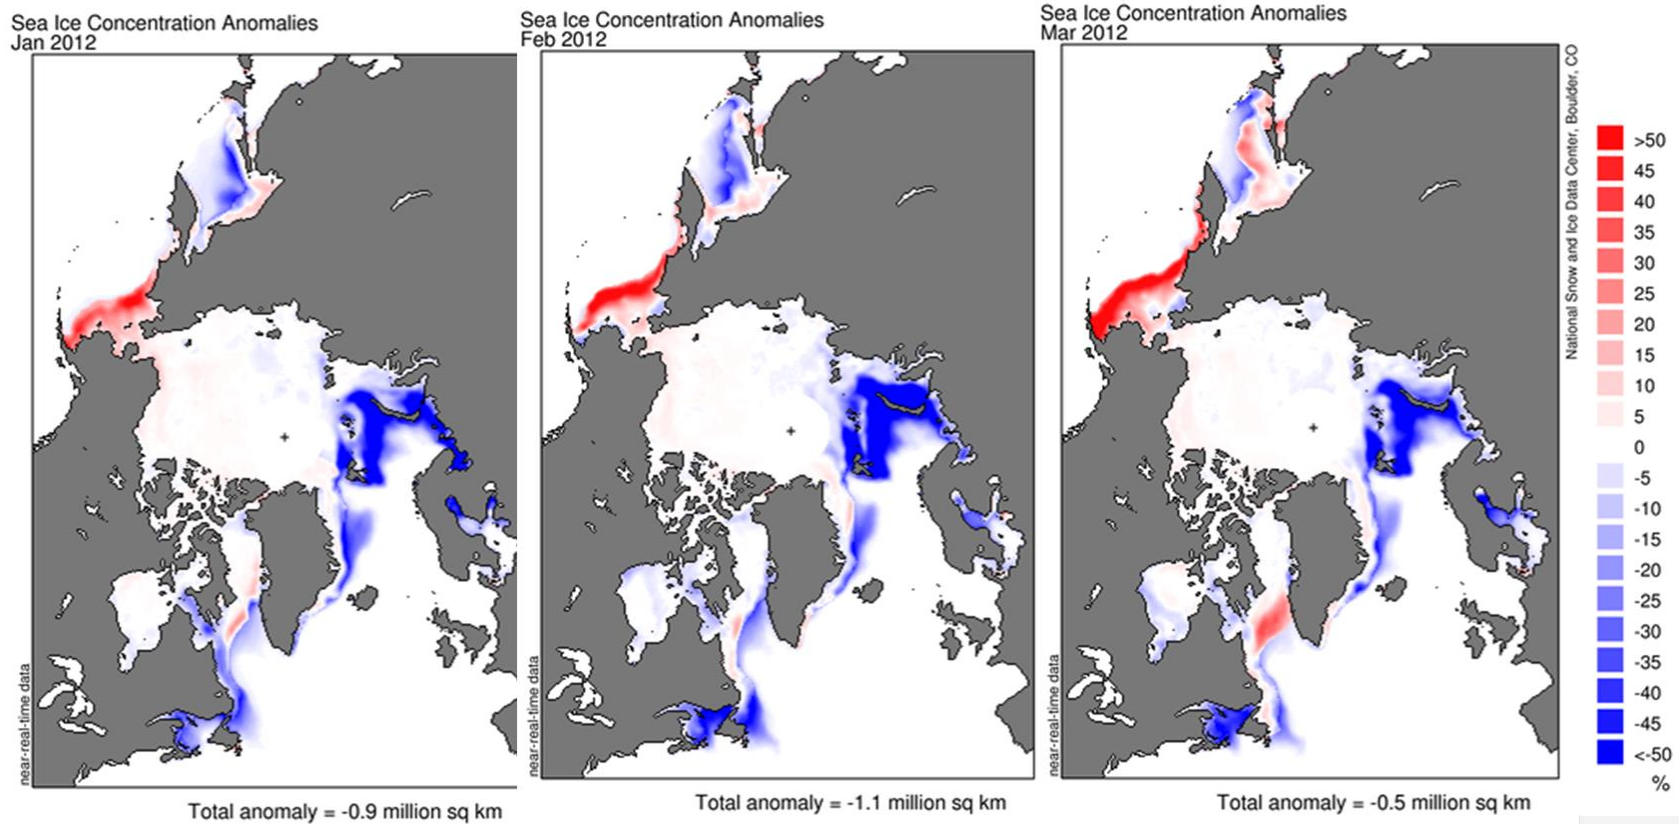 Sea Ice Concentration Anomalies
Jan 2012
near-real-time data
Total anomaly = -0.9 million sq km
Sea Ice Concentration Anomalies
Feb 2012
near-real-time data
Total anomaly = -1.1 million sq km
Sea Ice Concentration Anomalies
Mar 2012
near-real-time data
Total anomaly = -0.5 million sq km
National Snow and Ice Data Center, Boulder, CO
>50
45
40
35
30
25
20
15
10
5
0
-5
-10
-15
-20
-25
-30
-35
-40
-45
<-50
%